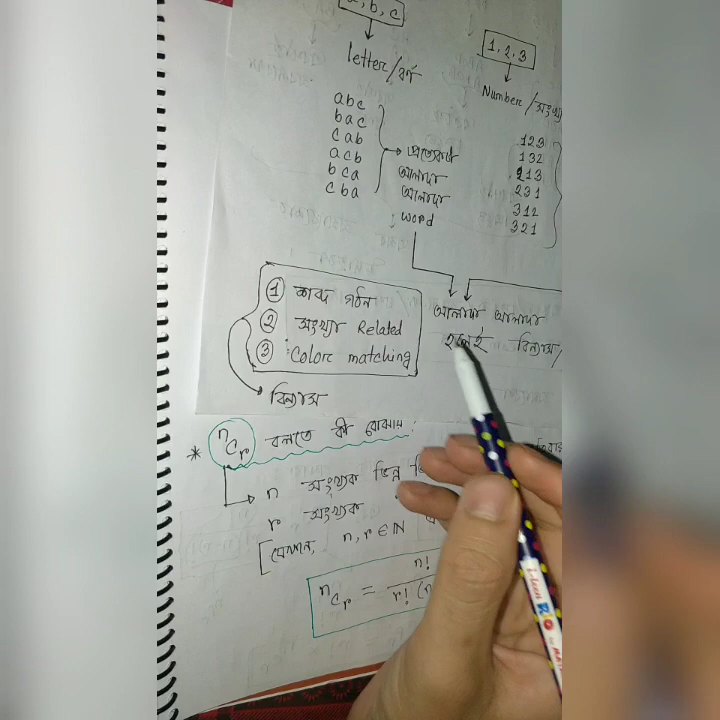 a, b, c
1.2.3
letter/বর্ণ
Number/সংখ্যা
abc
bac
cab
acb
bca
cba
প্রত্যেকটা
আলাদা
আলাদা
word
123
132
213
231
312
321
① শব্দ গঠন
② সংখ্যা Related
③ Color matching
আলাদা আলাদা
হলেই বিন্যাস/
বিন্যাস
* nCr বলতে কী বোঝায়:
n সংখ্যক ভিন্ন
r সংখ্যক
[যেখানে, n, r ∈ N
nCr = n! / r! (n
i-teen RIO